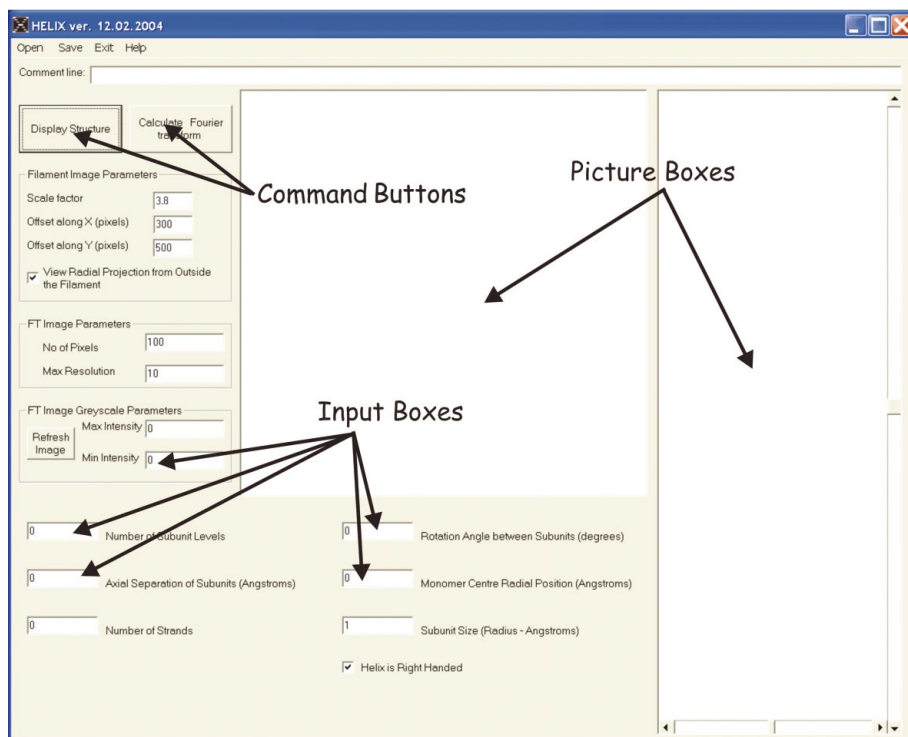 HELIX ver. 12.02.2004
Open Save Exit Help
Comment line:
Display Structure
Calculate Fourier
transform
Command Buttons
Picture Boxes
Filament Image Parameters
Scale factor 3.8
Offset along X (pixels) 300
Offset along Y (pixels) 500
View Radial Projection from Outside
the Filament
FT Image Parameters
No of Pixels 100
Max Resolution 10
Input Boxes
FT Image Greyscale Parameters
Refresh
Image
Max Intensity 0
Min Intensity 0
0 Number of Subunit Levels
0 Rotation Angle between Subunits (degrees)
0 Axial Separation of Subunits (Angstroms)
0 Monomer Centre Radial Position (Angstroms)
0 Number of Strands
1 Subunit Size (Radius - Angstroms)
Helix is Right Handed